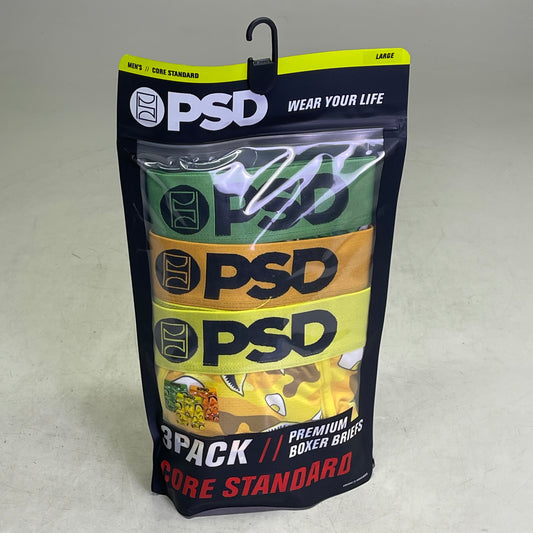 MEN'S // CORE STANDARD
LARGE
PSD
WEAR YOUR LIFE
PSD
PSD
PSD
3PACK // PREMIUM
BOXER BRIEFS
CORE STANDARD